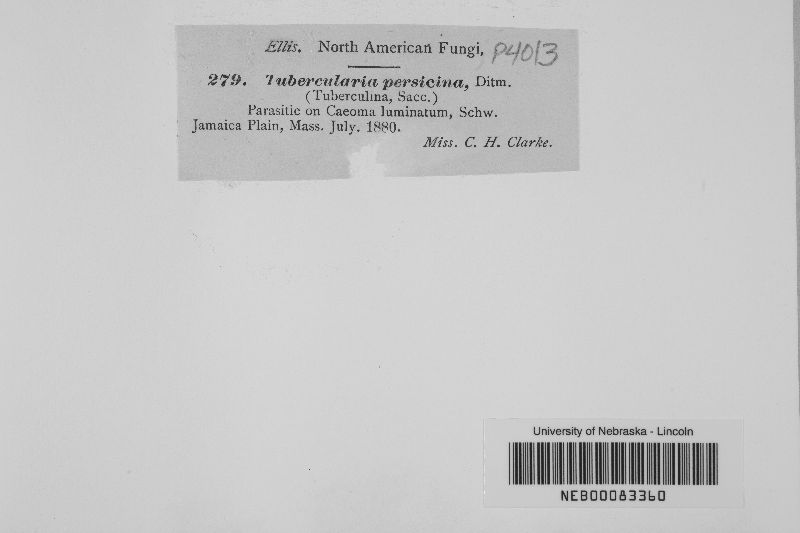 Ellis. North American Fungi, P4013
279. Tubercularia persicina, Ditm.
(Tuberculina, Sacc.)
Parasitic on Caeoma luminatum, Schw.
Jamaica Plain, Mass. July. 1880.
Miss. C. H. Clarke.
University of Nebraska - Lincoln
NEB00083360